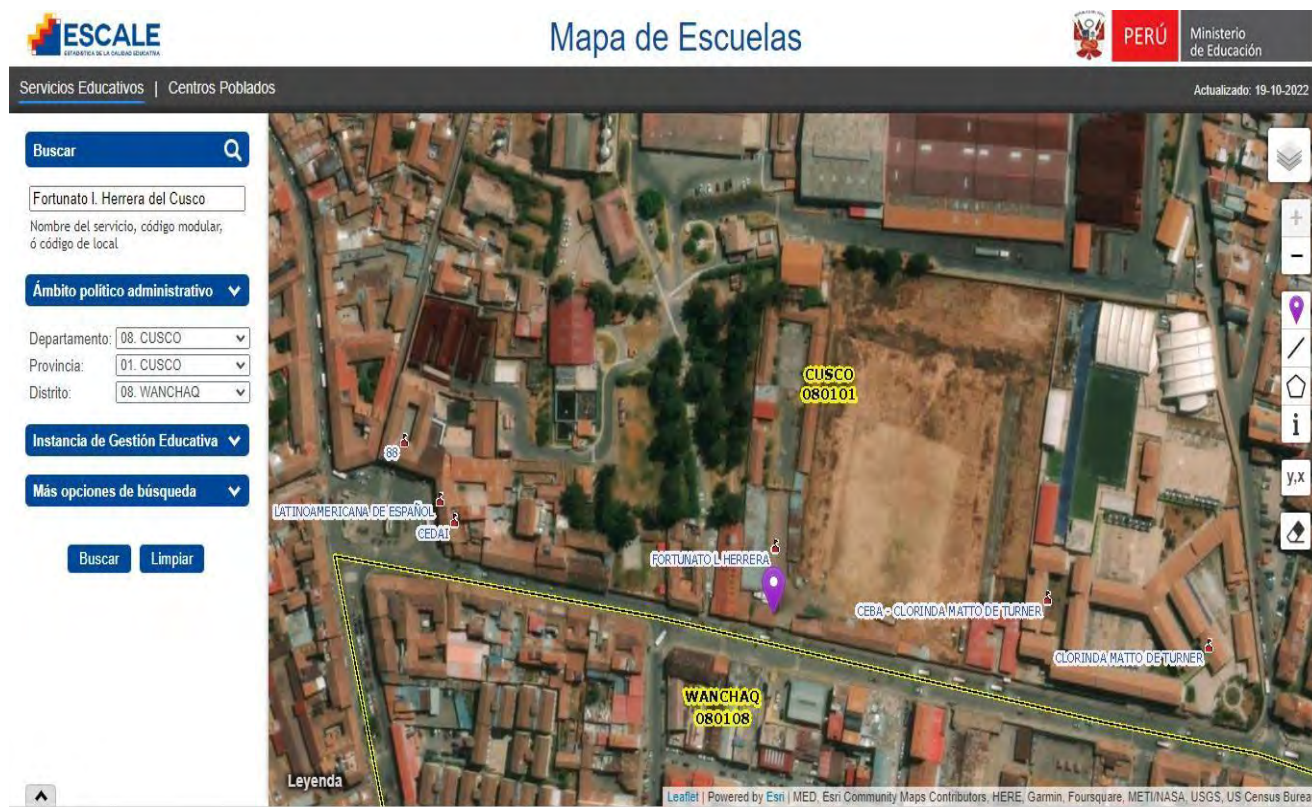 ESCALE
ESTADÍSTICA DE LA CALIDAD EDUCATIVA
Mapa de Escuelas
PERÚ
Ministerio
de Educación
Servicios Educativos | Centros Poblados
Actualizado: 19-10-2022
Buscar
Fortunato I. Herrera del Cusco
Nombre del servicio, código modular,
ó código de local
Ámbito político administrativo
Departamento: 08. CUSCO
Provincia: 01. CUSCO
Distrito: 08. WANCHAQ
Instancia de Gestión Educativa
Más opciones de búsqueda
Buscar Limpiar
CUSCO
080101
88
LATINOAMERICANA DE ESPAÑOL
CEDAI
FORTUNATO L HERRERA
CEBA - CLORINDA MATTO DE TURNER
CLORINDA MATTO DE TURNER
WANCHAQ
080108
+
-
i
y,x
Leyenda
Leaflet | Powered by Esri | MED, Esri Community Maps Contributors, HERE, Garmin, Foursquare, METI/NASA, USGS, US Census Burea